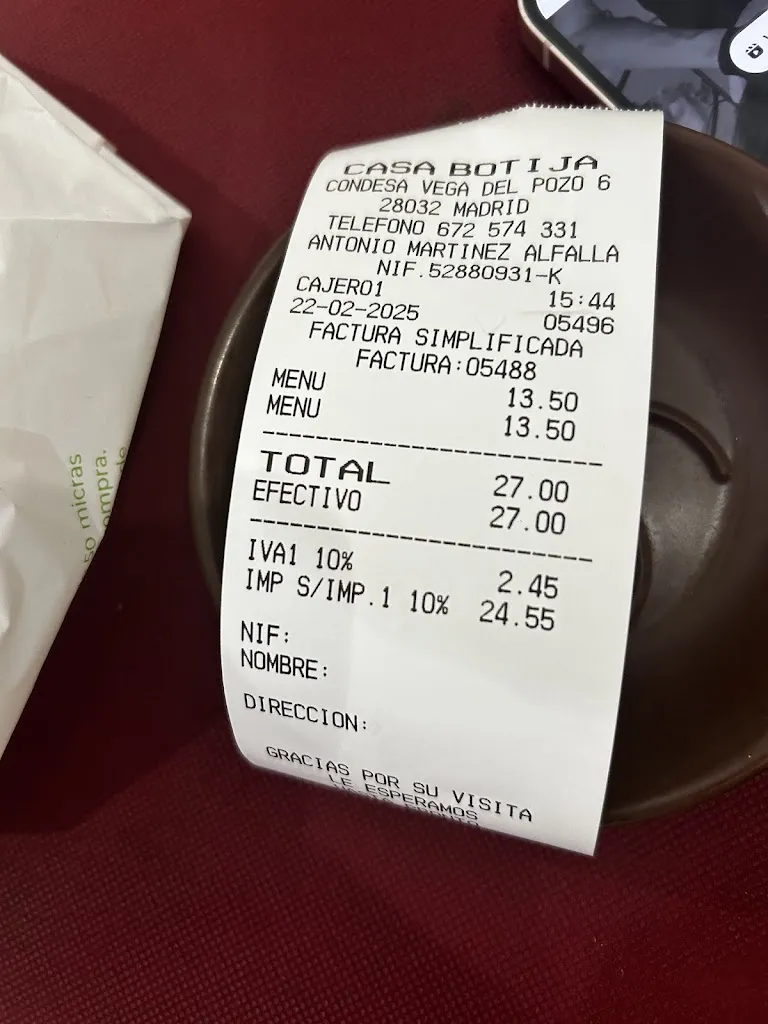 CASA BOTIJA
CONDESA VEGA DEL POZO 6
28032 MADRID
TELEFONO 672 574 331
ANTONIO MARTINEZ ALFALLA
NIF.52880931-K
CAJERO1 15:44
22-02-2025 05496
FACTURA SIMPLIFICADA
FACTURA:05488
MENU 13.50
MENU 13.50
TOTAL 27.00
EFECTIVO 27.00
IVA1 10% 2.45
IMP S/IMP.1 10% 24.55
NIF:
NOMBRE:
DIRECCION:
GRACIAS POR SU VISITA
LE ESPERAMOS
micras